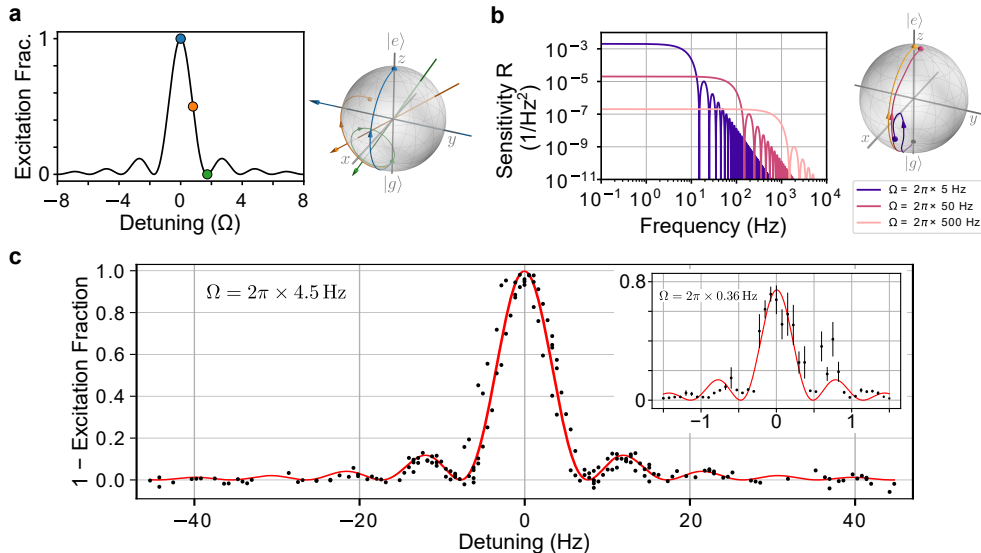 a
Excitation Frac.
1
0
−8
−4
0
4
8
Detuning (Ω)
|e⟩
z
x
y
|g⟩
b
Sensitivity R
(1/Hz²)
10⁻³
10⁻⁵
10⁻⁷
10⁻⁹
10⁻¹¹
10⁻¹ 10⁰ 10¹ 10² 10³ 10⁴
Frequency (Hz)
|e⟩
z
x
y
|g⟩
Ω = 2π × 5 Hz
Ω = 2π × 50 Hz
Ω = 2π × 500 Hz
c
1 − Excitation Fraction
1.0
0.8
0.6
0.4
0.2
0.0
Ω = 2π × 4.5 Hz
0.8
0
Ω = 2π × 0.36 Hz
−1 0 1
−40 −20 0 20 40
Detuning (Hz)